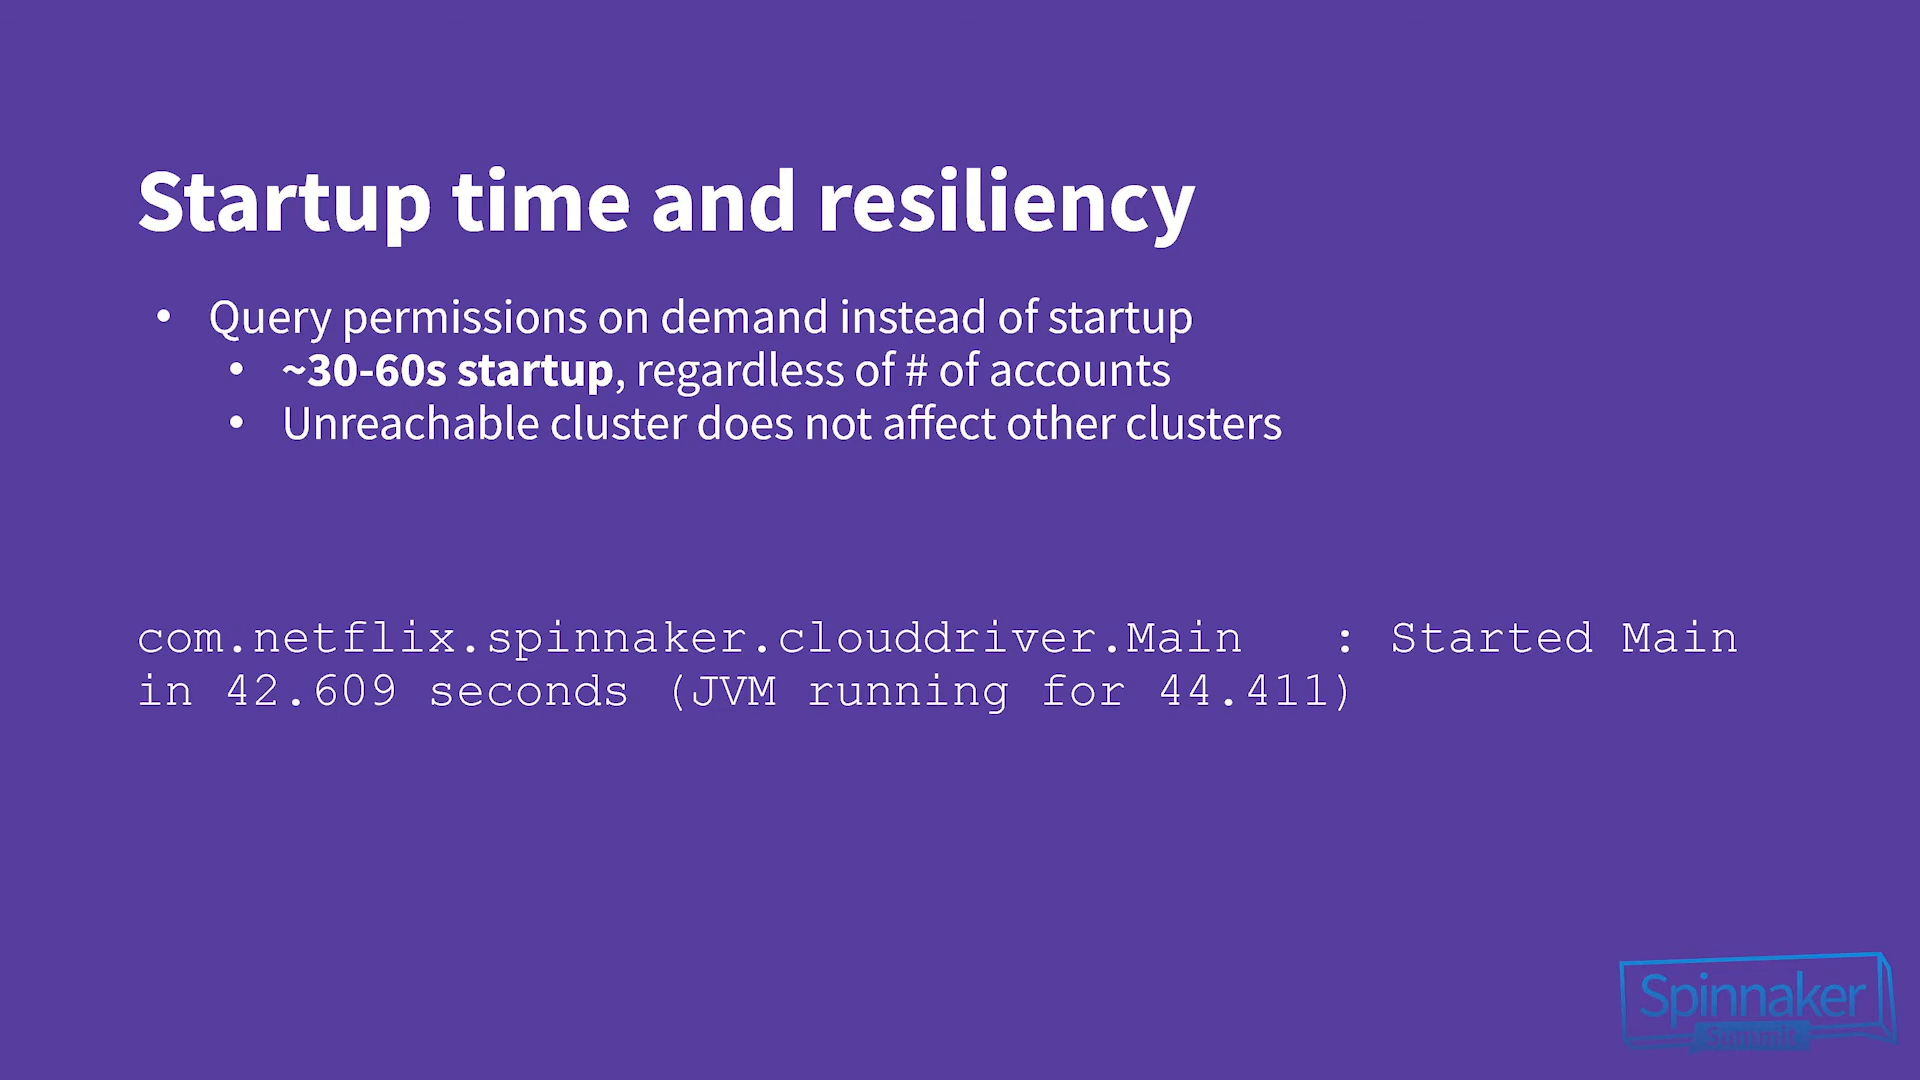 Startup time and resiliency
• Query permissions on demand instead of startup
• ~30-60s startup, regardless of # of accounts
• Unreachable cluster does not affect other clusters
com.netflix.spinnaker.clouddriver.Main   : Started Main
in 42.609 seconds (JVM running for 44.411)
Spinnaker
Summit